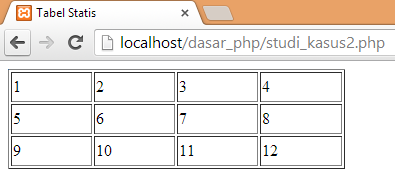 Tabel Statis
localhost/dasar_php/studi_kasus2.php
1 2 3 4
5 6 7 8
9 10 11 12